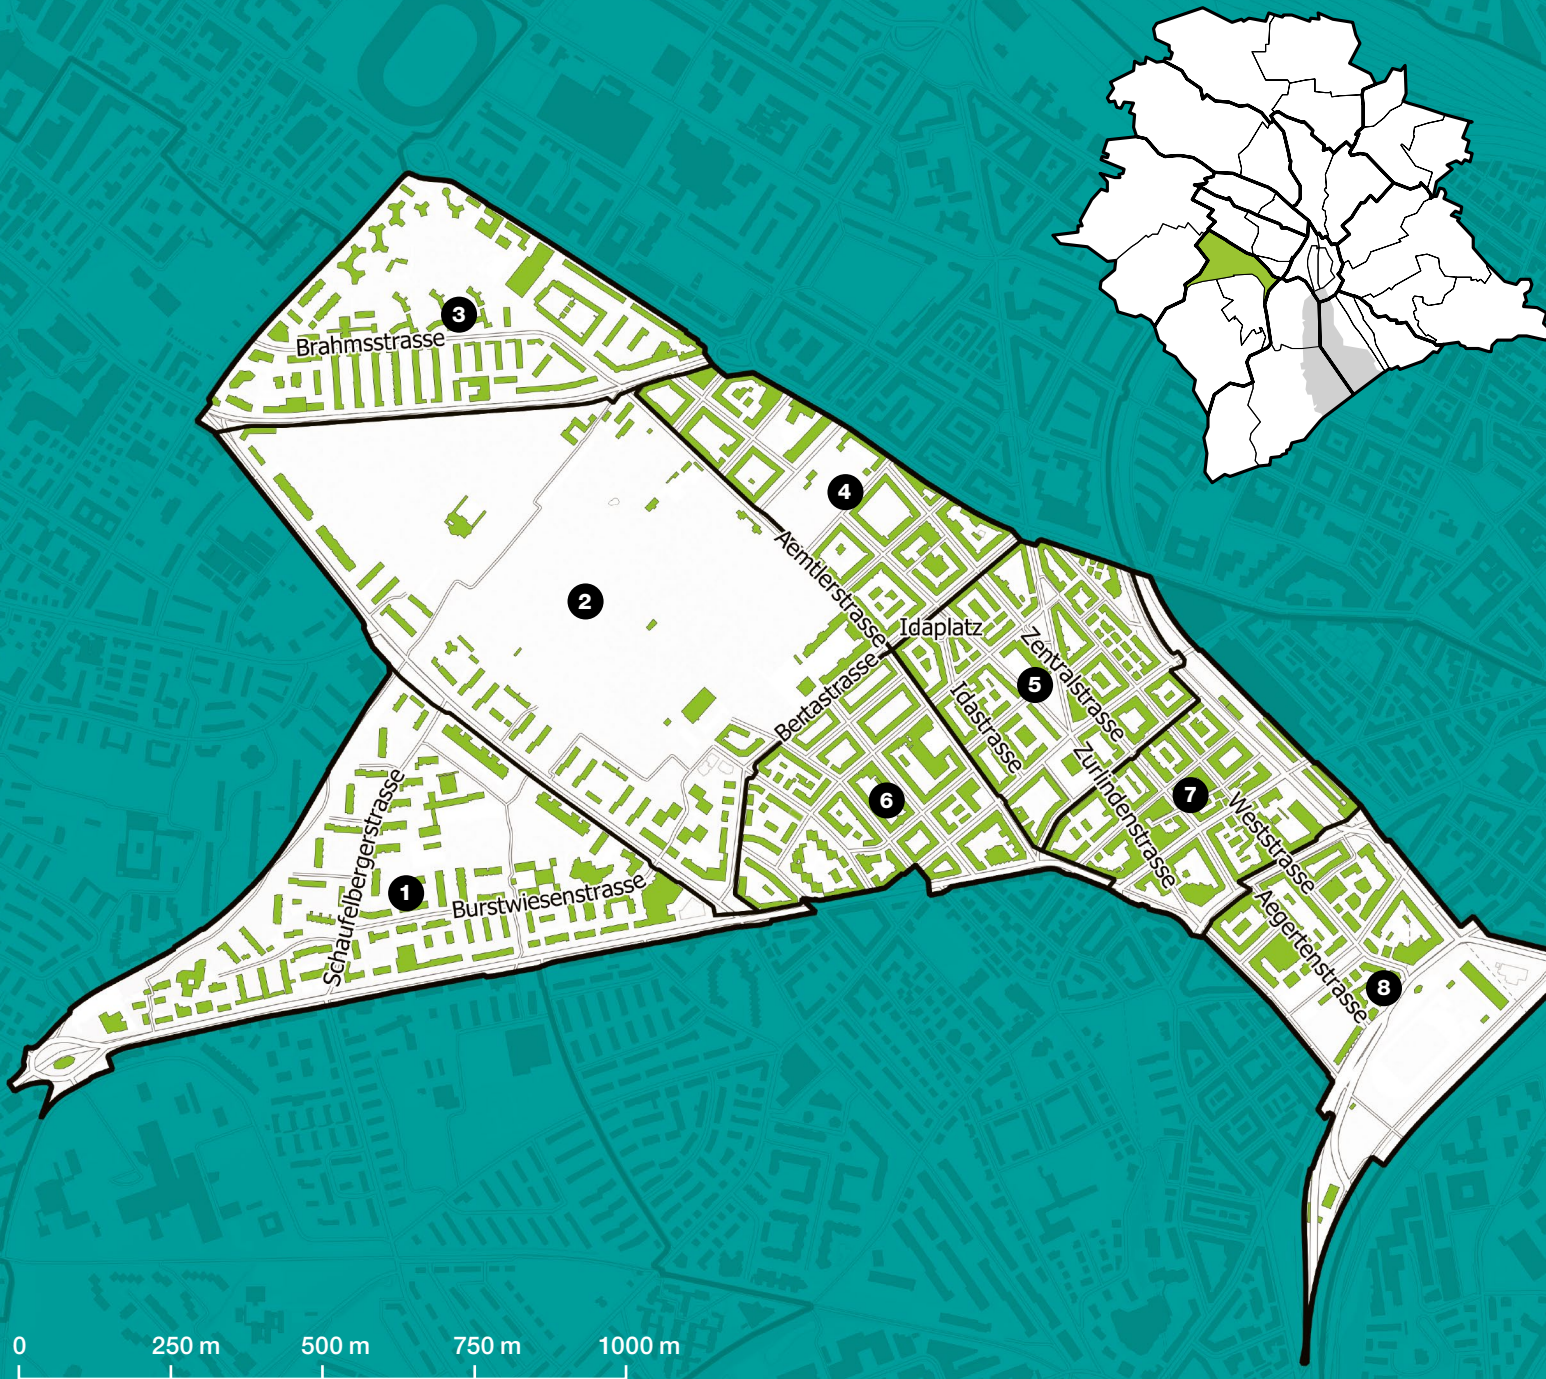 3
Brahmsstrasse
4
Aemtlerstrasse
2
Idaplatz
Zentralstrasse
Bertastrasse
5
Idastrasse
Zurlindenstrasse
6
7
Weststrasse
Schaufelbergerstrasse
1
Burstwiesenstrasse
Aegertenstrasse
8
0 250 m 500 m 750 m 1000 m